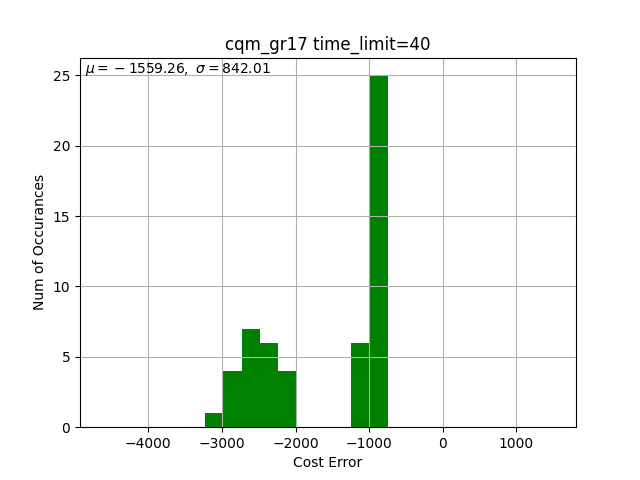 cqm_gr17 time_limit=40
μ = − 1559.26, σ = 842.01
25
20
15
10
5
0
Num of Occurances
−4000 −3000 −2000 −1000 0 1000
Cost Error